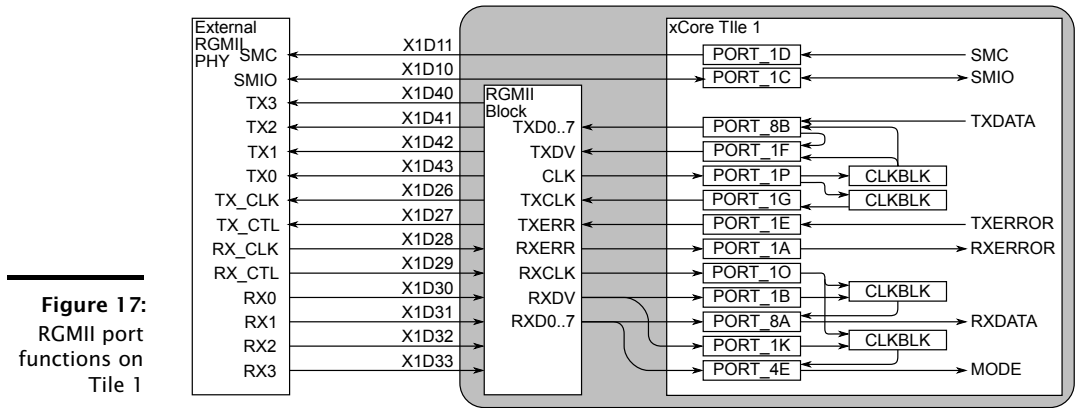 External
RGMII
PHY
SMC
SMIO
TX3
TX2
TX1
TX0
TX_CLK
TX_CTL
RX_CLK
RX_CTL
RX0
RX1
RX2
RX3
X1D11
X1D10
X1D40
X1D41
X1D42
X1D43
X1D26
X1D27
X1D28
X1D29
X1D30
X1D31
X1D32
X1D33
RGMII
Block
TXD0..7
TXDV
CLK
TXCLK
TXERR
RXERR
RXCLK
RXDV
RXD0..7
xCore TIle 1
PORT_1D
PORT_1C
PORT_8B
PORT_1F
PORT_1P
PORT_1G
PORT_1E
PORT_1A
PORT_1O
PORT_1B
PORT_8A
PORT_1K
PORT_4E
CLKBLK
CLKBLK
CLKBLK
CLKBLK
SMC
SMIO
TXDATA
TXERROR
RXERROR
RXDATA
MODE
Figure 17:
RGMII port
functions on
Tile 1